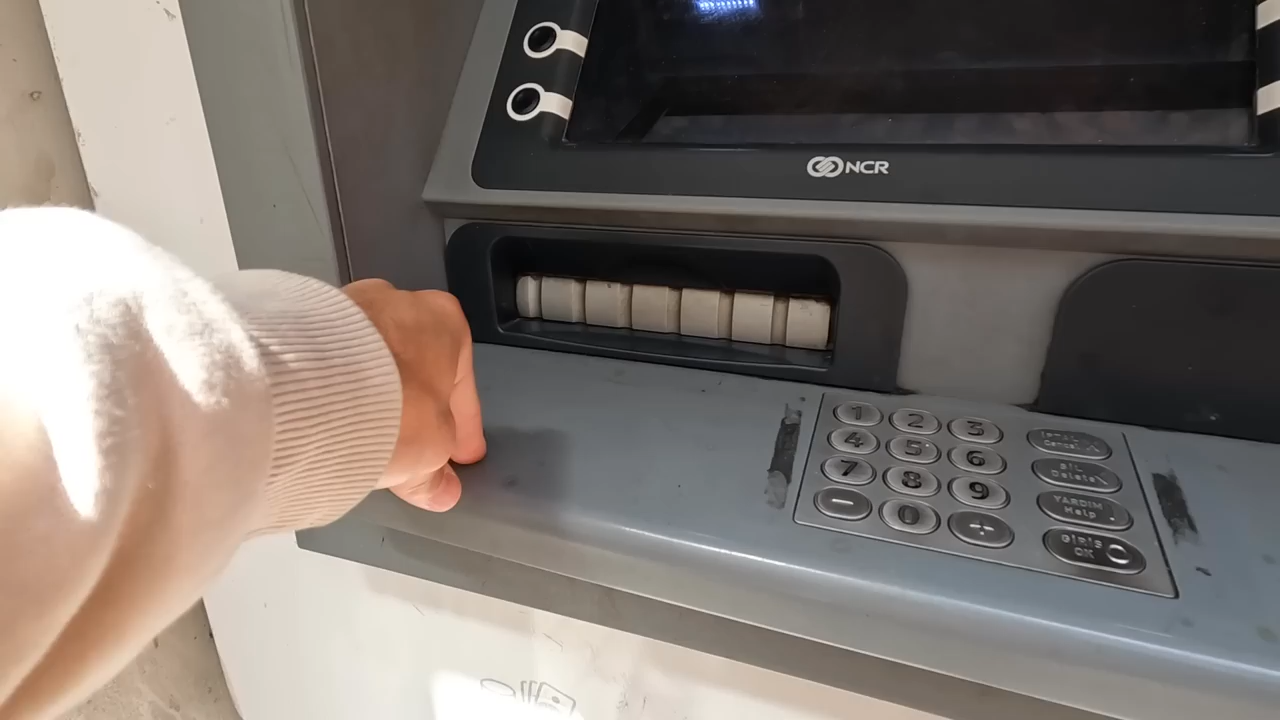 NCR
1 2 3
İPTAL
Cancel
4 5 6
SİL
Delete
7 8 9
YARDIM
Help
- 0 +
GİRİŞ
OK